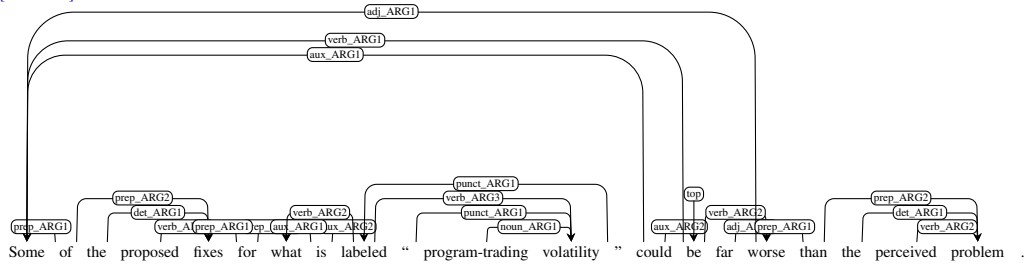 adj_ARG1
verb_ARG1
aux_ARG1
punct_ARG1
prep_ARG2 verb_ARG3 top prep_ARG2
det_ARG1 verb_ARG2 punct_ARG1 verb_ARG2 det_ARG1
prep_ARG1 prep_ARG1 aux_ARG1 noun_ARG1 aux_ARG2 prep_ARG1 verb_ARG2
Some of the proposed fixes for what is labeled “ program-trading volatility ” could be far worse than the perceived problem .